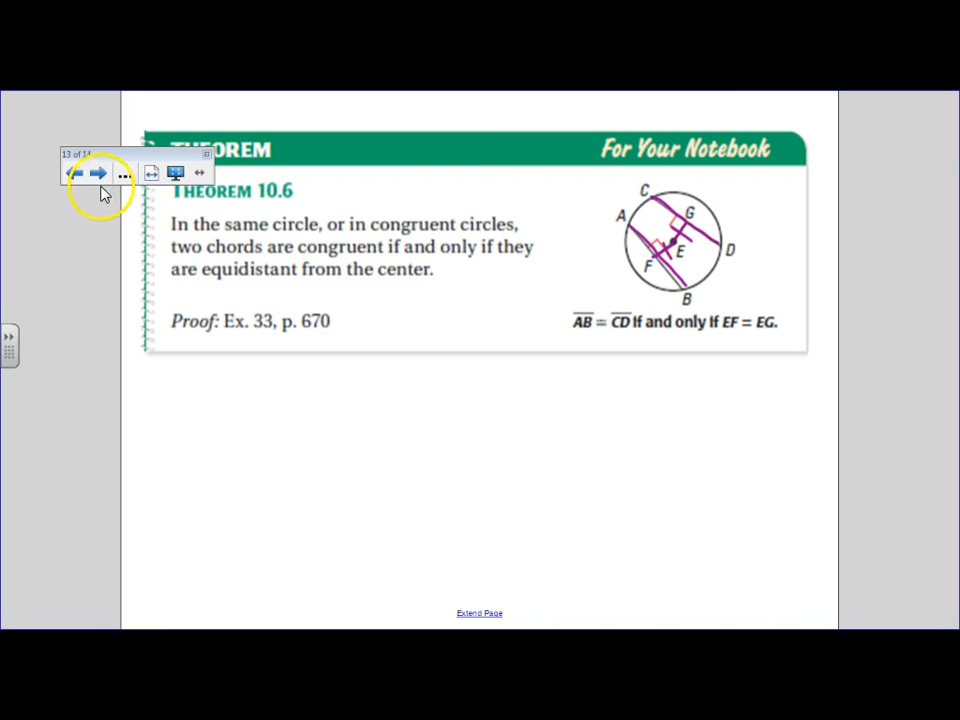 13 of 14
THEOREM
For Your Notebook
THEOREM 10.6
In the same circle, or in congruent circles,
two chords are congruent if and only if they
are equidistant from the center.
Proof: Ex. 33, p. 670
C
A
G
D
E
F
B
AB ≅ CD if and only if EF = EG.
Extend Page